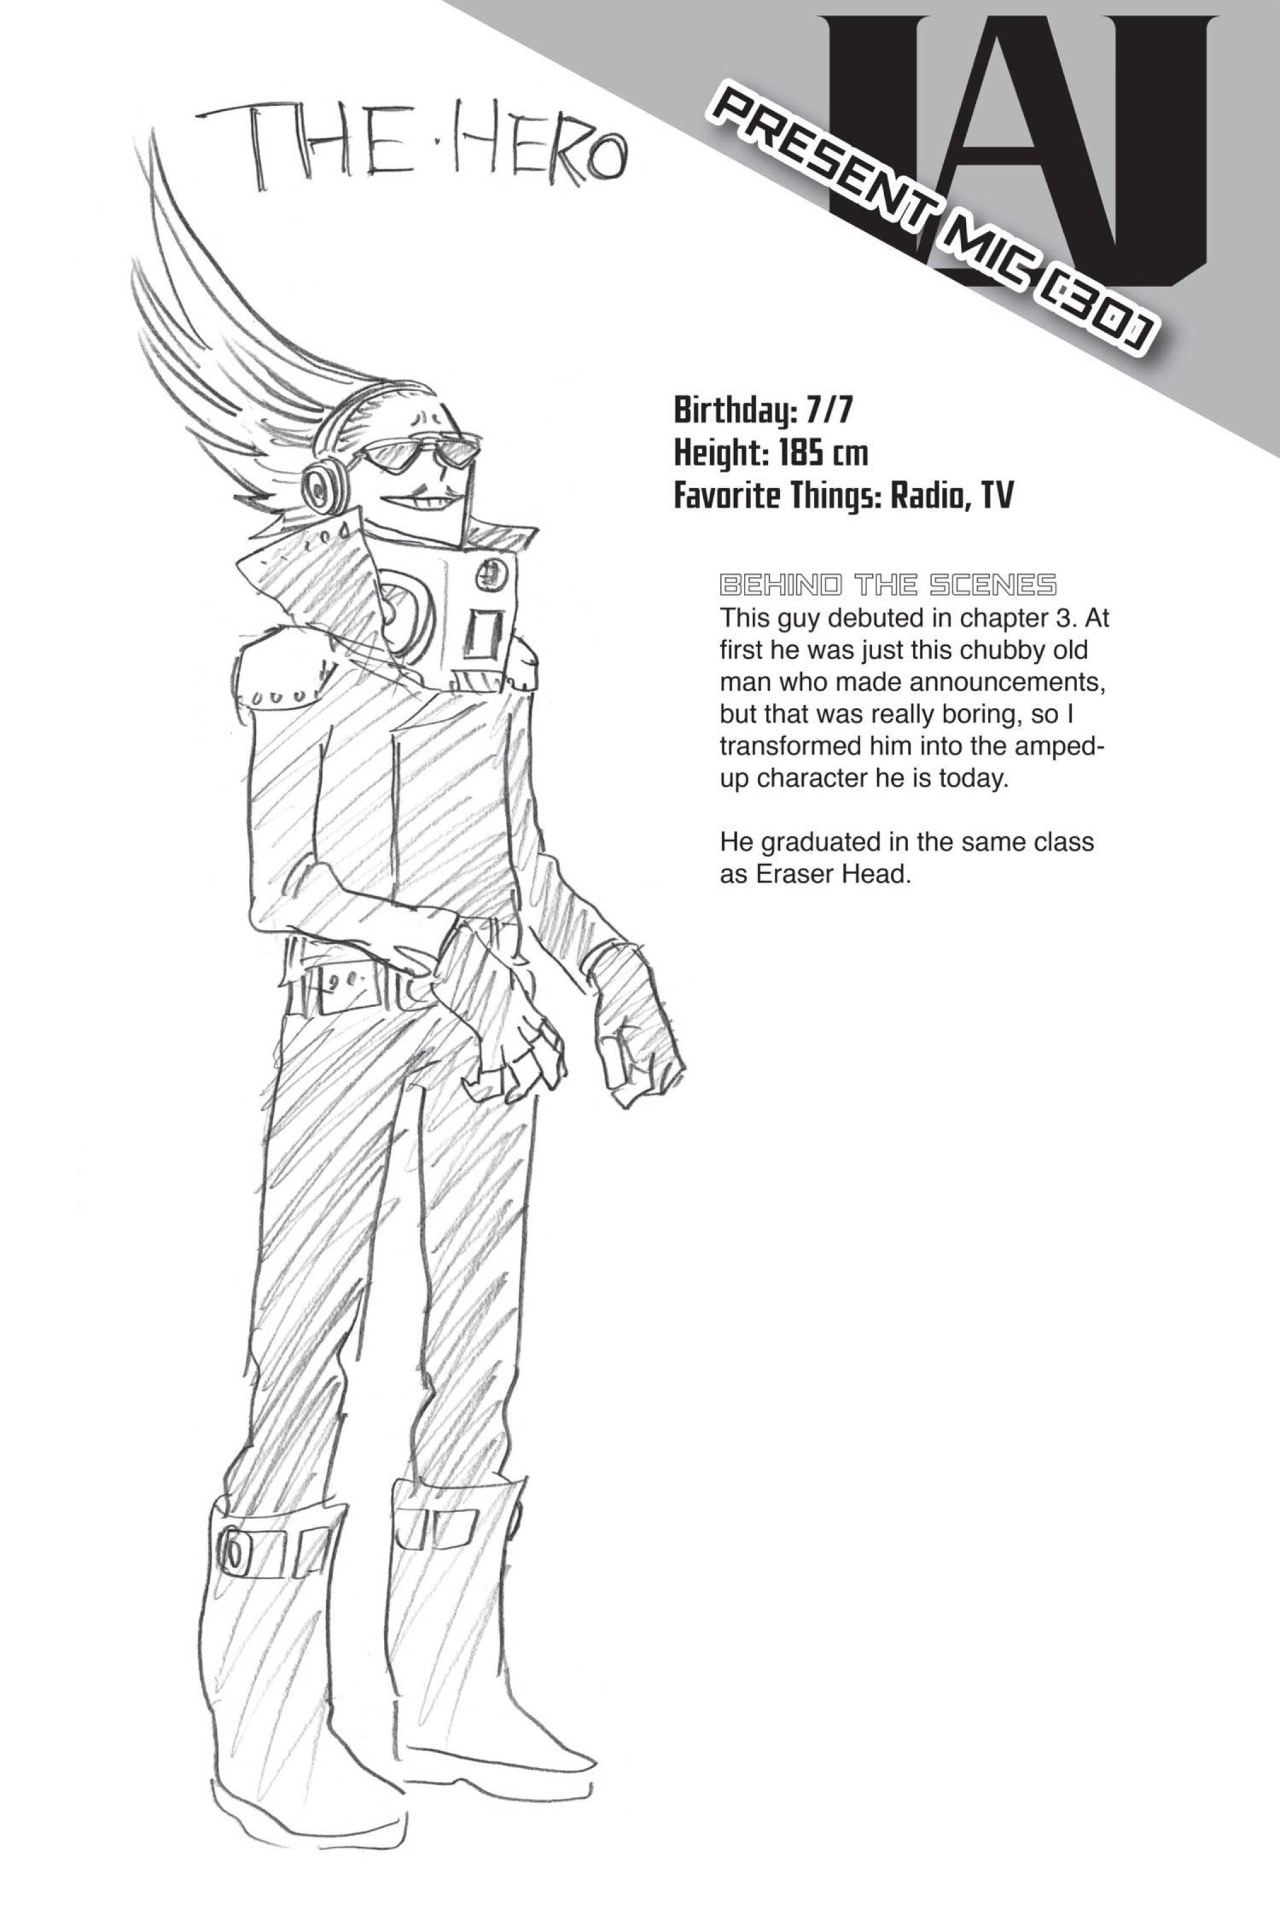 THE·HERO
UA
PRESENT MIC (30)
Birthday: 7/7
Height: 185 cm
Favorite Things: Radio, TV
BEHIND THE SCENES
This guy debuted in chapter 3. At
first he was just this chubby old
man who made announcements,
but that was really boring, so I
transformed him into the amped-
up character he is today.
He graduated in the same class
as Eraser Head.